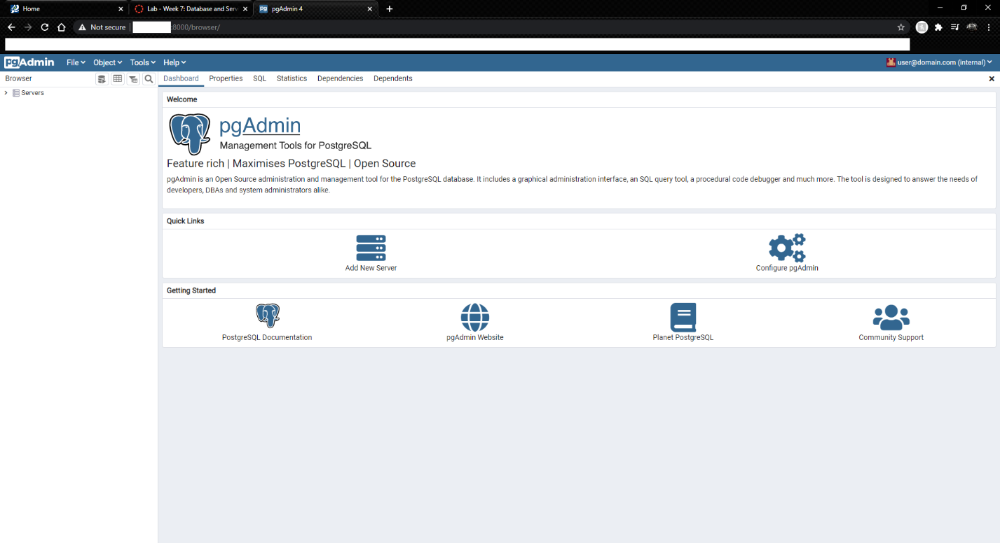 Home
Lab - Week 7: Database and Serv
pgAdmin 4
Not secure
:8000/browser/
pgAdmin
File Object Tools Help
user@domain.com (internal)
Browser
Dashboard Properties SQL Statistics Dependencies Dependents
Servers
Welcome
pgAdmin
Management Tools for PostgreSQL
Feature rich | Maximises PostgreSQL | Open Source
pgAdmin is an Open Source administration and management tool for the PostgreSQL database. It includes a graphical administration interface, an SQL query tool, a procedural code debugger and much more. The tool is designed to answer the needs of
developers, DBAs and system administrators alike.
Quick Links
Add New Server
Configure pgAdmin
Getting Started
PostgreSQL Documentation
pgAdmin Website
Planet PostgreSQL
Community Support